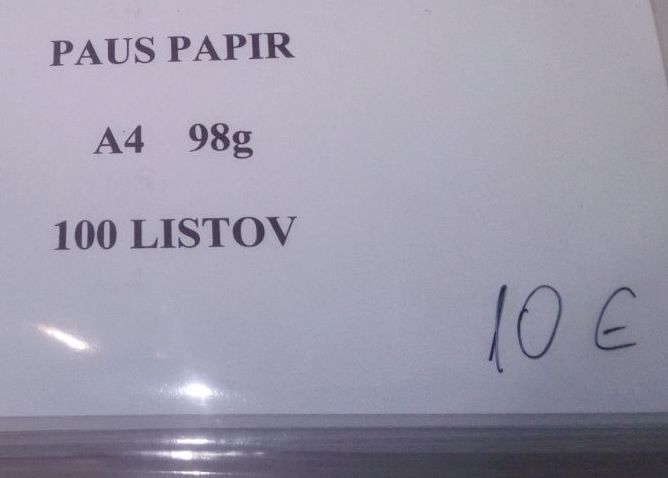 PAUS PAPIR
A4 98g
100 LISTOV
10 €